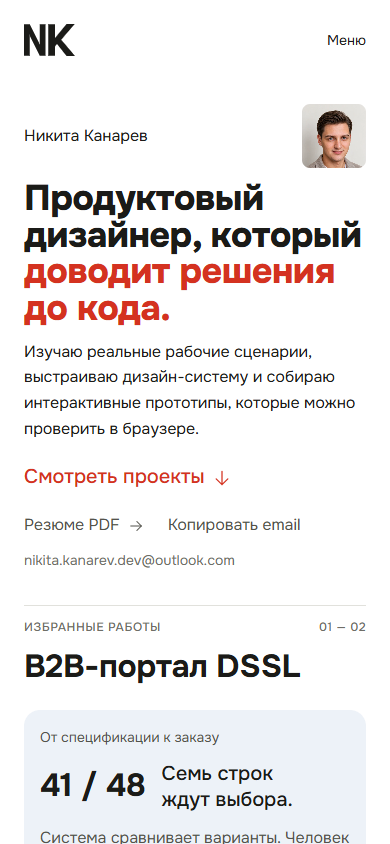 NK
Меню
Никита Канарев
Продуктовый
дизайнер, который
доводит решения
до кода.
Изучаю реальные рабочие сценарии,
выстраиваю дизайн-систему и собираю
интерактивные прототипы, которые можно
проверить в браузере.
Смотреть проекты ↓
Резюме PDF → Копировать email
nikita.kanarev.dev@outlook.com
ИЗБРАННЫЕ РАБОТЫ 01 — 02
B2B-портал DSSL
От спецификации к заказу
41 / 48 Семь строк
ждут выбора.
Система сравнивает варианты. Человек